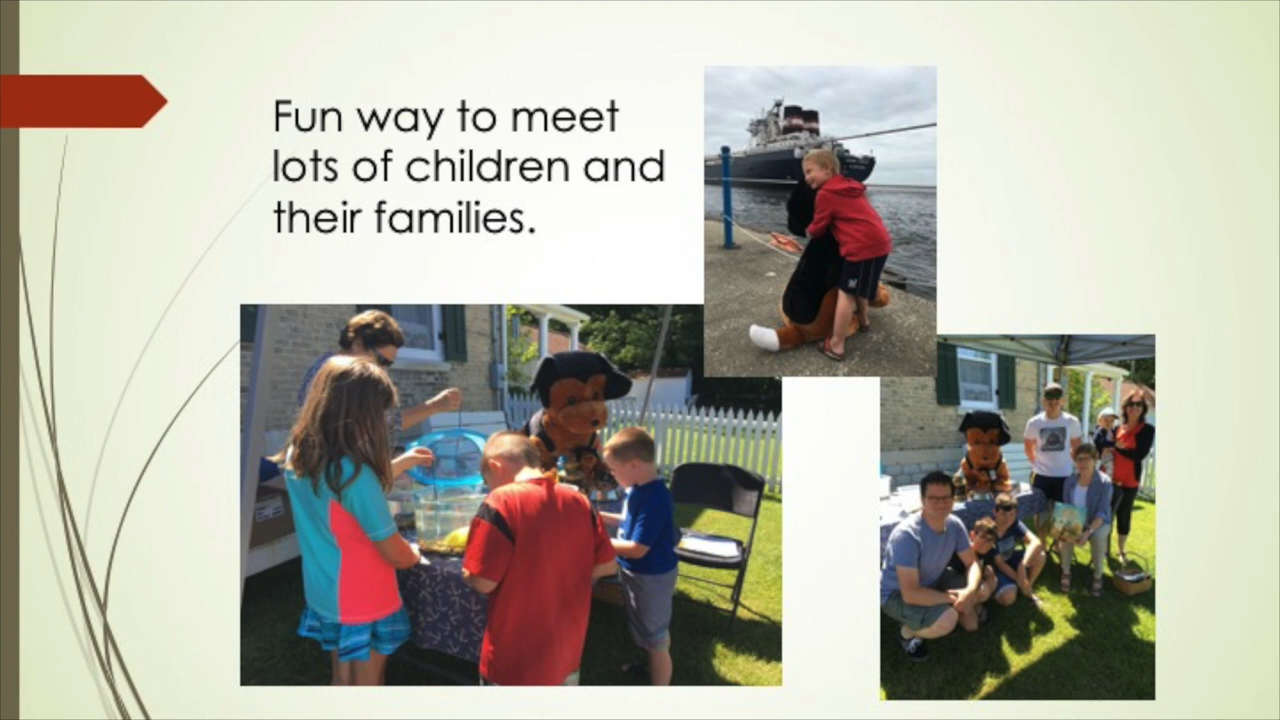 Fun way to meet
lots of children and
their families.